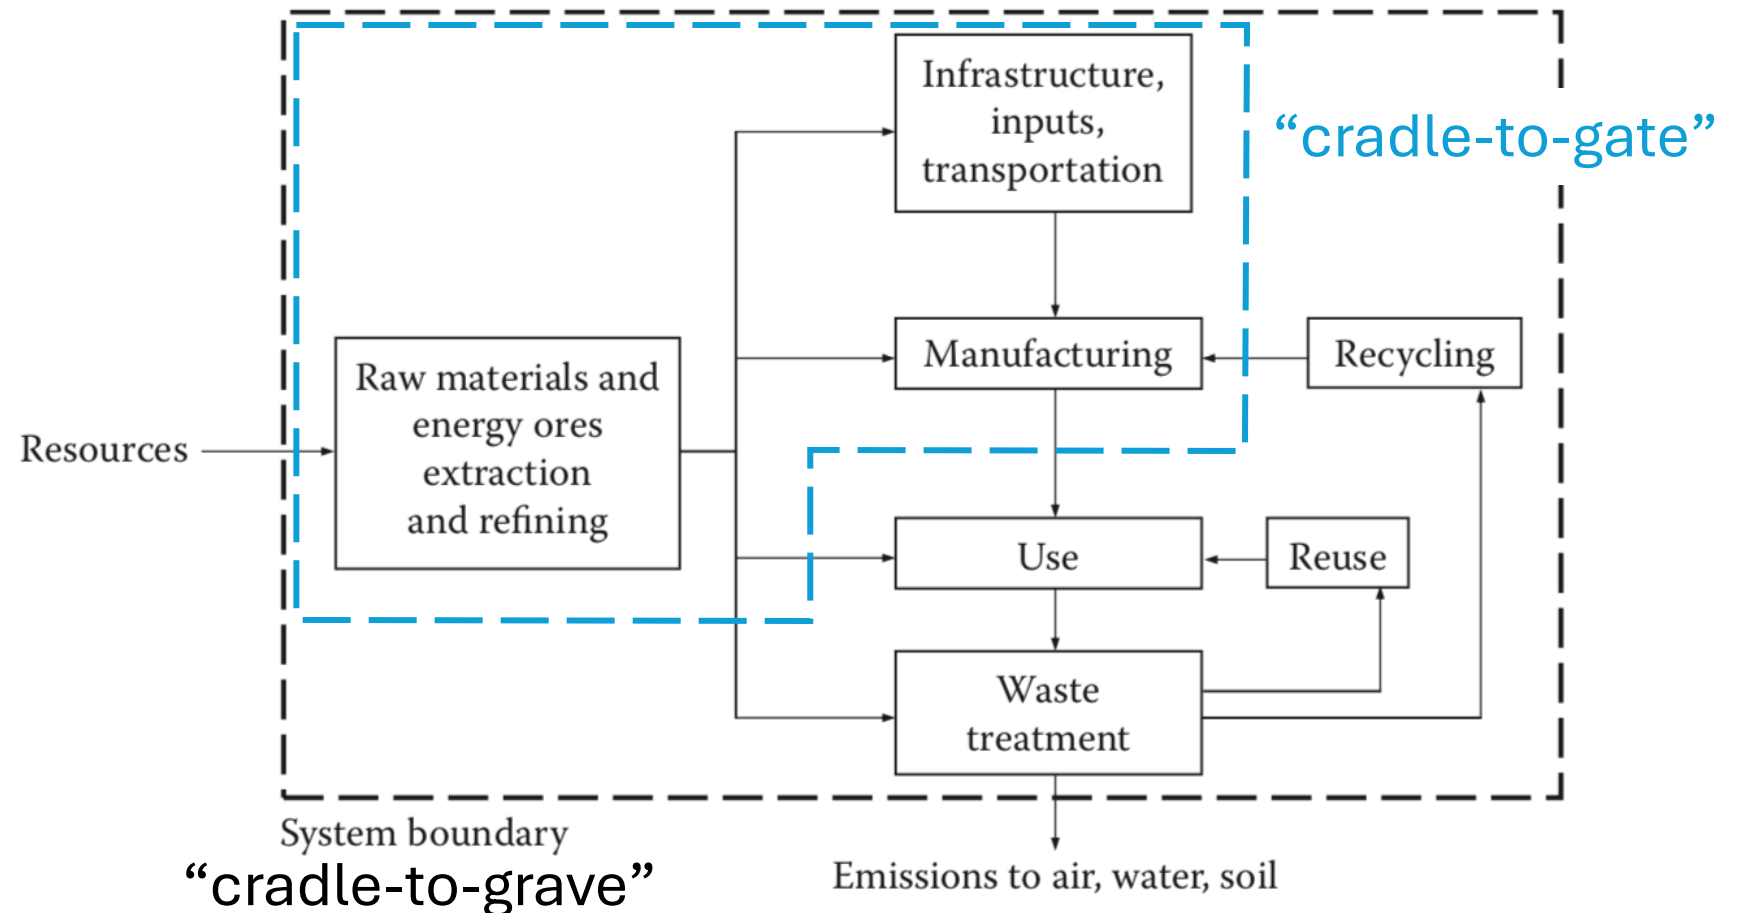 Infrastructure,
inputs,
transportation
“cradle-to-gate”
Manufacturing
Recycling
Raw materials and
energy ores
extraction
and refining
Resources
Use
Reuse
Waste
treatment
System boundary
“cradle-to-grave”
Emissions to air, water, soil